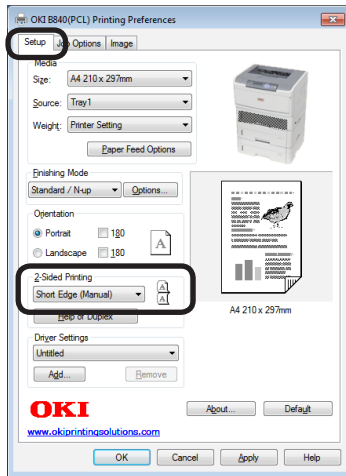 OKI B840(PCL) Printing Preferences
Setup Job Options Image
Media
Size: A4 210 x 297mm
Source: Tray1
Weight: Printer Setting
Paper Feed Options
Finishing Mode
Standard / N-up Options...
Orientation
Portrait 180
Landscape 180
A
2-Sided Printing
Short Edge (Manual)
A
A
Help of Duplex
A4 210 x 297mm
Driver Settings
Untitled
Add... Remove
OKI
About... Default
www.okiprintingsolutions.com
OK Cancel Apply Help